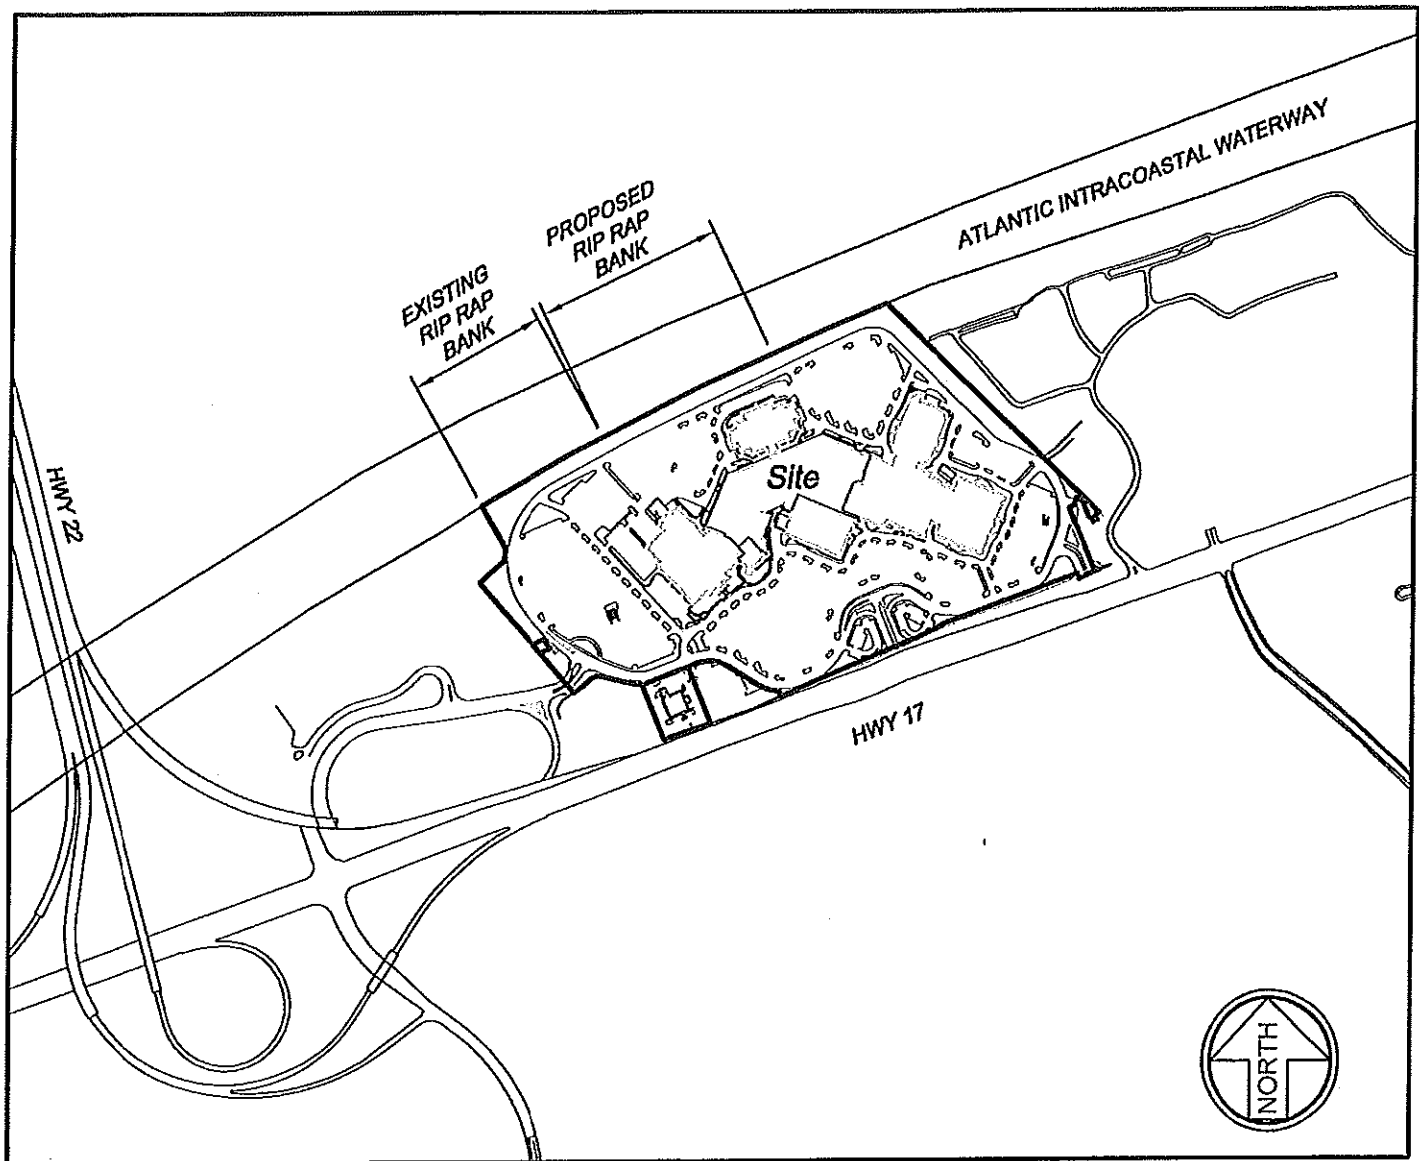 ATLANTIC INTRACOASTAL WATERWAY
PROPOSED
RIP RAP
BANK
EXISTING
RIP RAP
BANK
Site
HWY 22
HWY 17
NORTH